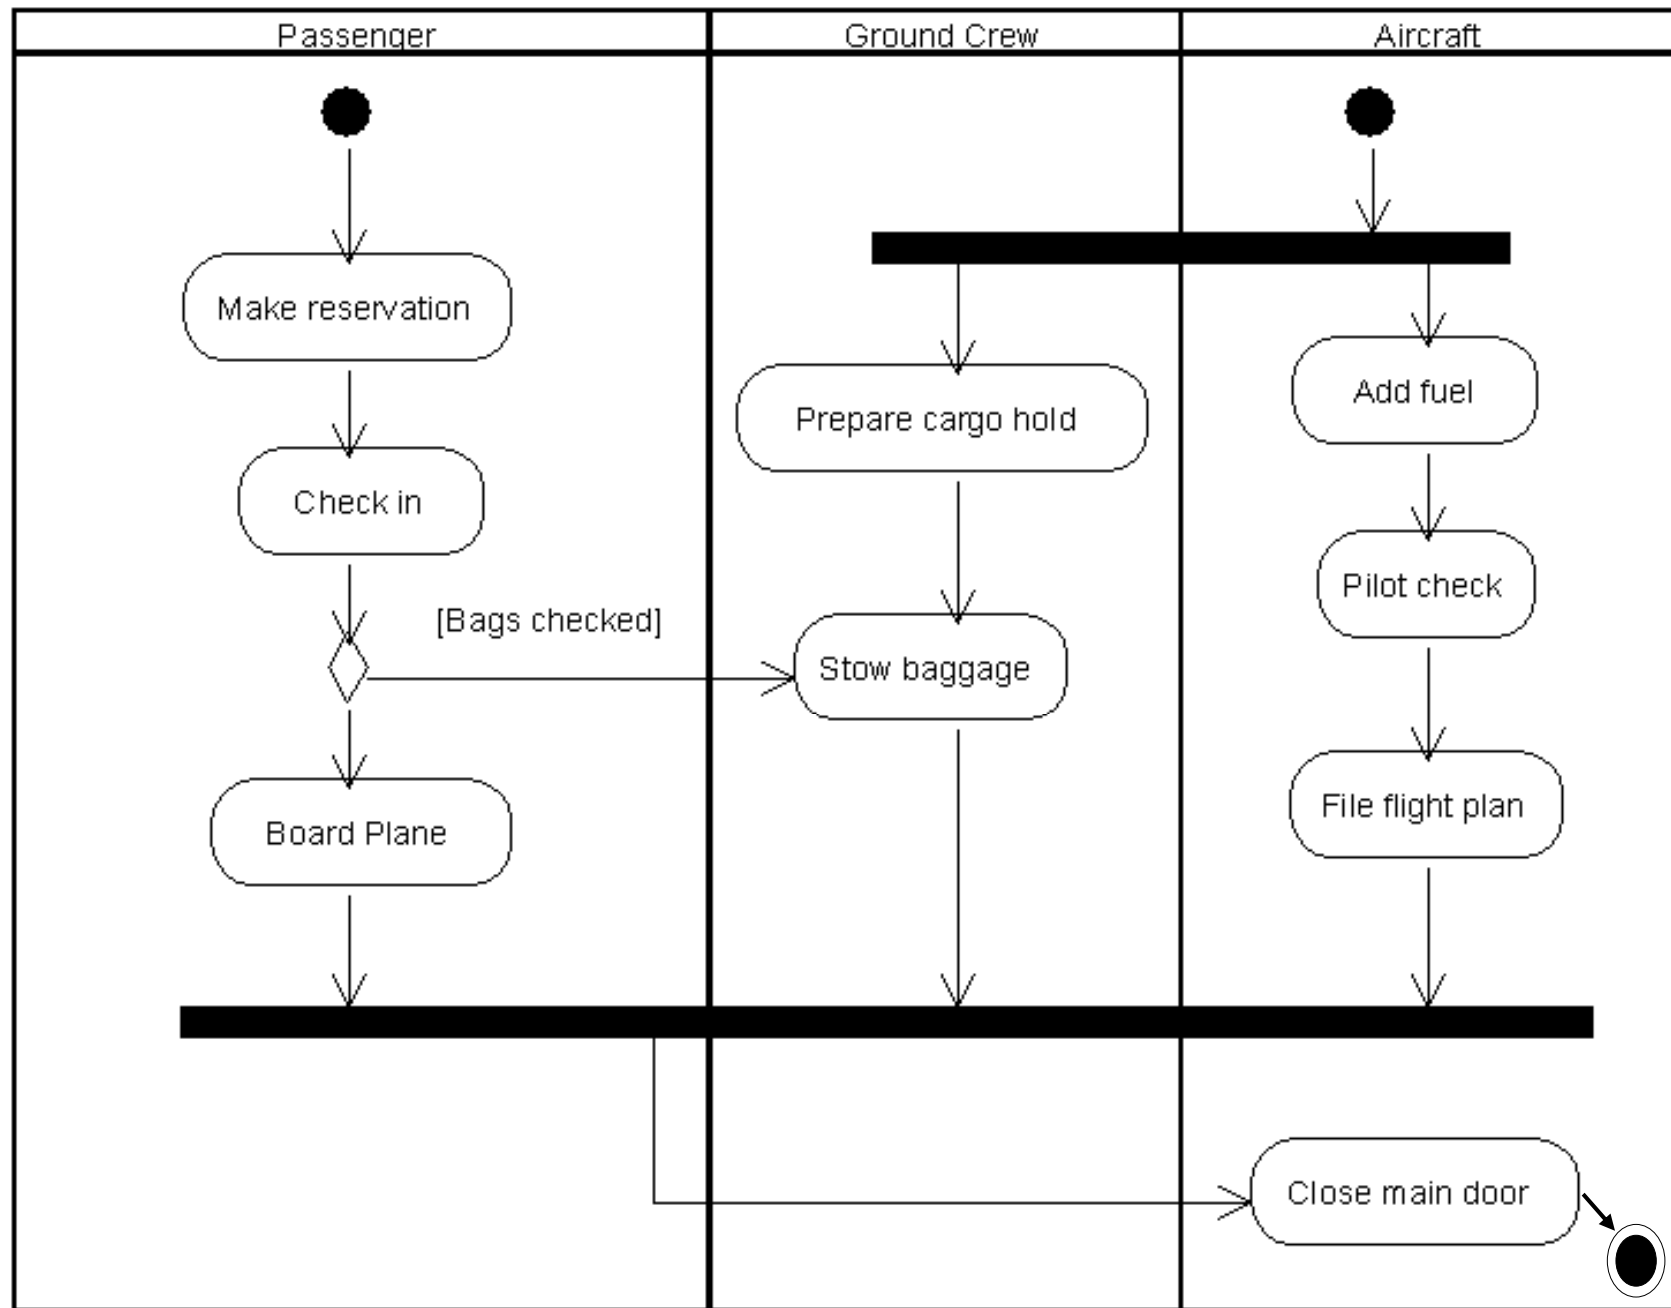 Passenger
Ground Crew
Aircraft
Make reservation
Add fuel
Prepare cargo hold
Check in
Pilot check
[Bags checked]
Stow baggage
File flight plan
Board Plane
Close main door